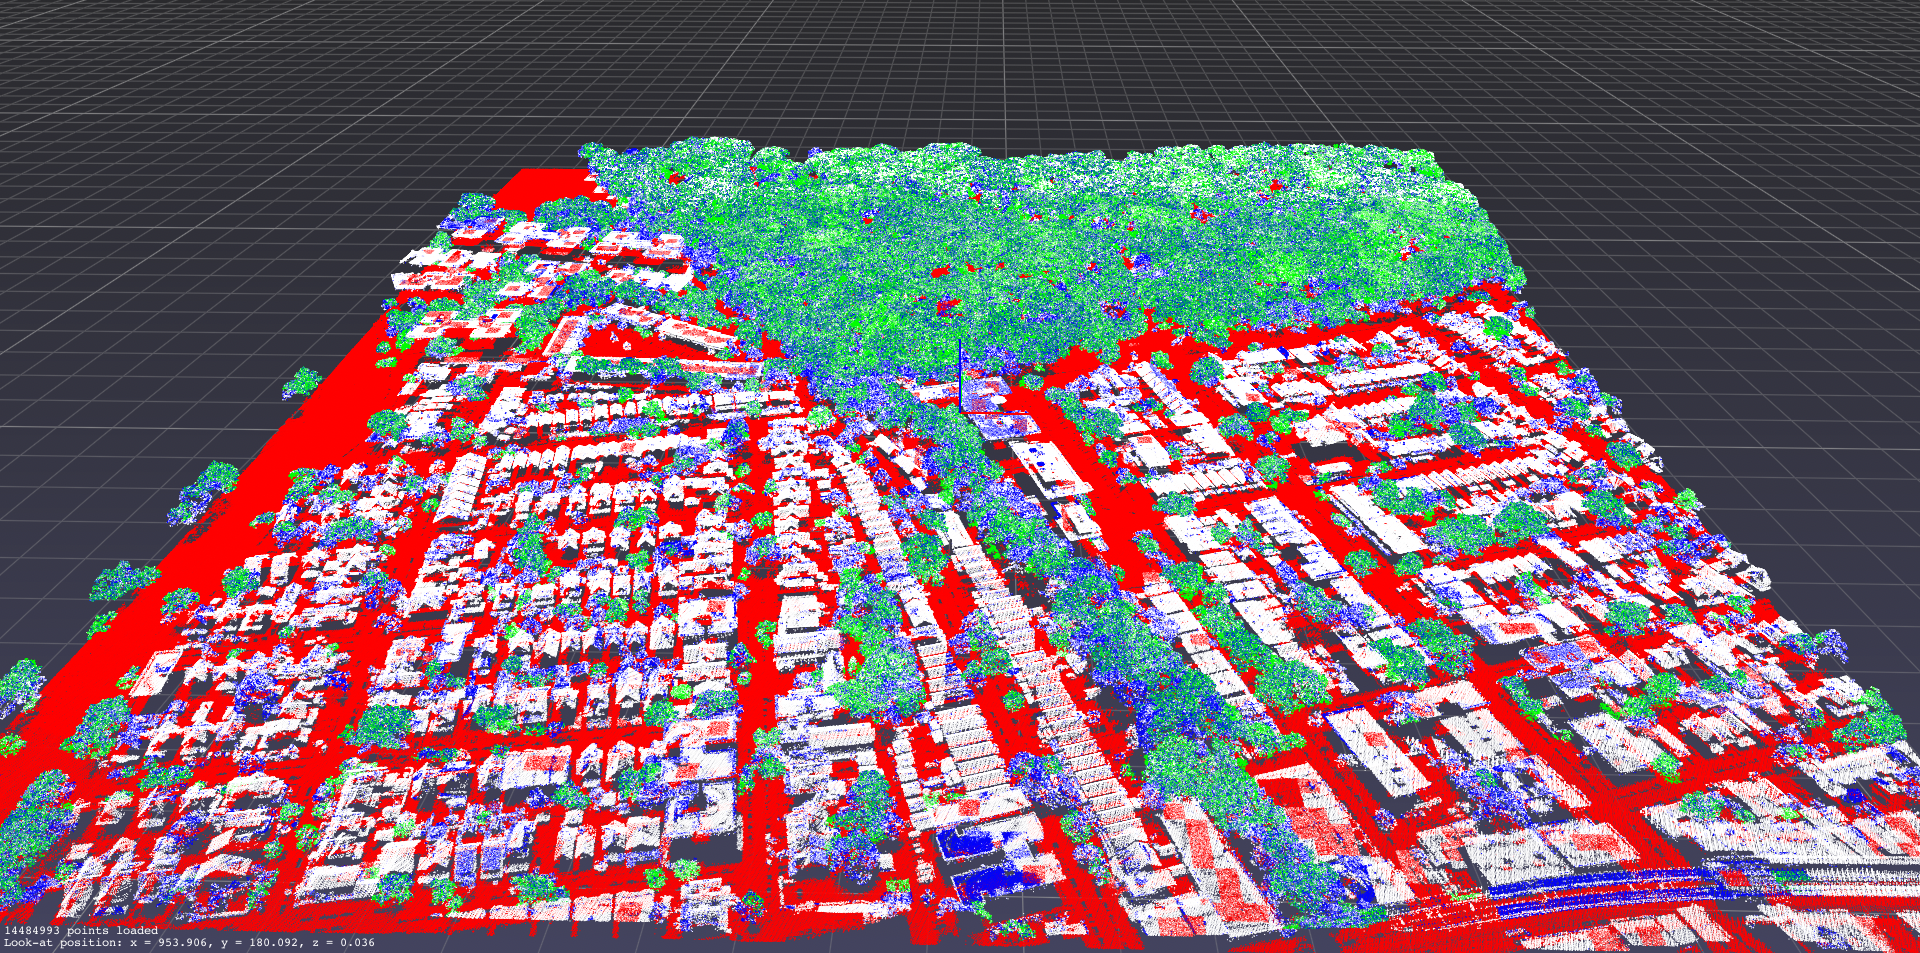 14484993 points loaded
Look-at position: x = 953.906, y = 180.092, z = 0.036